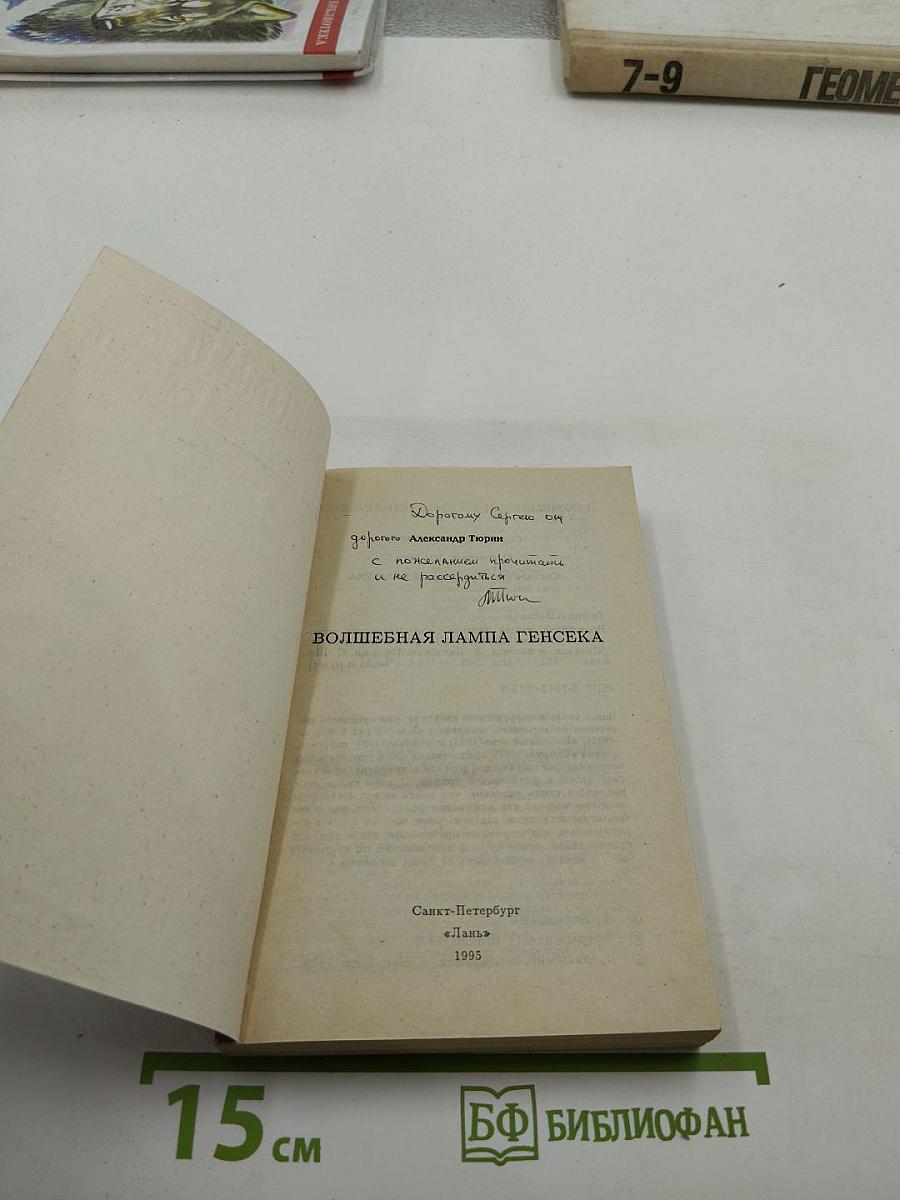 БИБЛИОТЕКА
7-9 ГЕОМЕ
Дорогому Сергею от
дорогого Александр Тюрин
с пожеланием прочитать
и не рассердиться
ВОЛШЕБНАЯ ЛАМПА ГЕНСЕКА
Санкт-Петербург
«Лань»
1995
15 см
БФ БИБЛИОФАН